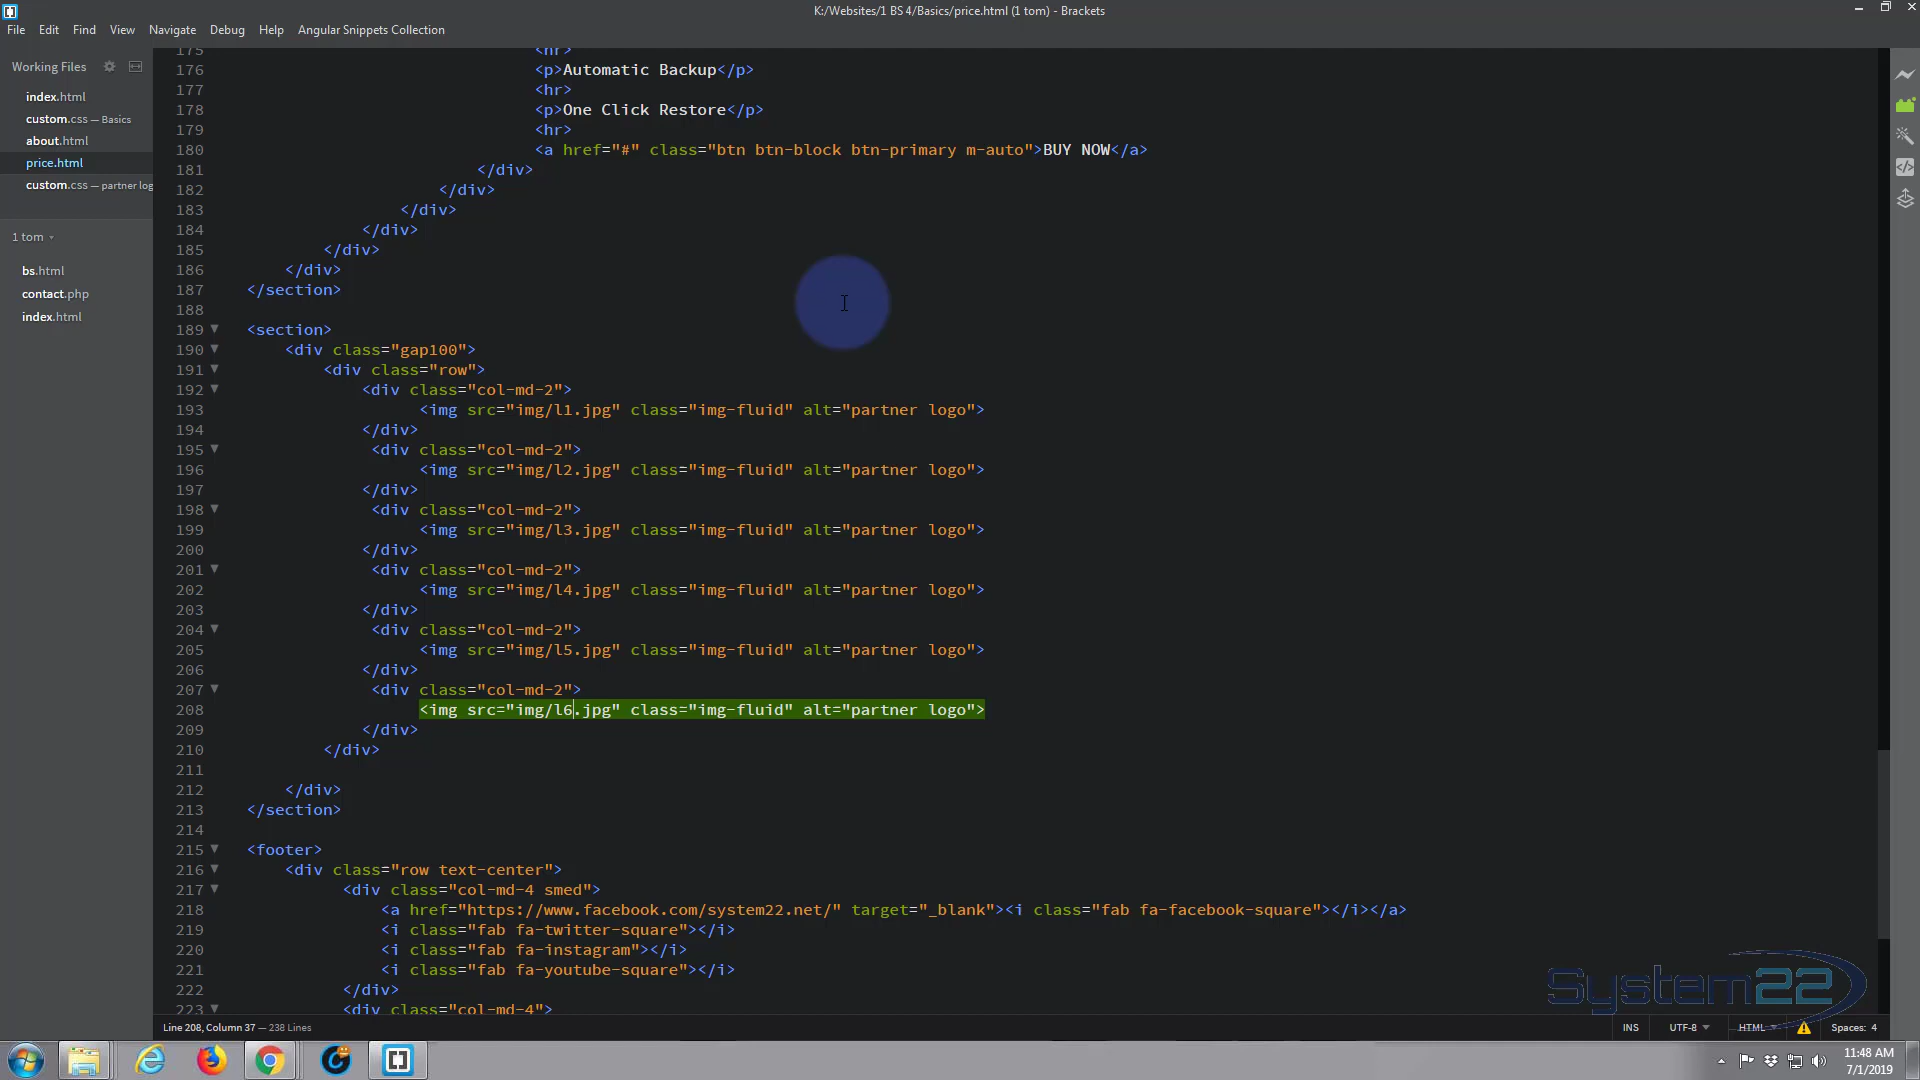 K:/Websites/1 BS 4/Basics/price.html (1 tom) - Brackets
File Edit Find View Navigate Debug Help Angular Snippets Collection
Working Files
index.html
custom.css — Basics
about.html
price.html
custom.css — partner log
1 tom
bs.html
contact.php
index.html
175 <hr>
176 <p>Automatic Backup</p>
177 <hr>
178 <p>One Click Restore</p>
179 <hr>
180 <a href="#" class="btn btn-block btn-primary m-auto">BUY NOW</a>
181 </div>
182 </div>
183 </div>
184 </div>
185 </div>
186 </div>
187 </section>
188
189 <section>
190 <div class="gap100">
191 <div class="row">
192 <div class="col-md-2">
193 <img src="img/l1.jpg" class="img-fluid" alt="partner logo">
194 </div>
195 <div class="col-md-2">
196 <img src="img/l2.jpg" class="img-fluid" alt="partner logo">
197 </div>
198 <div class="col-md-2">
199 <img src="img/l3.jpg" class="img-fluid" alt="partner logo">
200 </div>
201 <div class="col-md-2">
202 <img src="img/l4.jpg" class="img-fluid" alt="partner logo">
203 </div>
204 <div class="col-md-2">
205 <img src="img/l5.jpg" class="img-fluid" alt="partner logo">
206 </div>
207 <div class="col-md-2">
208 <img src="img/l6.jpg" class="img-fluid" alt="partner logo">
209 </div>
210 </div>
211
212 </div>
213 </section>
214
215 <footer>
216 <div class="row text-center">
217 <div class="col-md-4 smed">
218 <a href="https://www.facebook.com/system22.net/" target="_blank"><i class="fab fa-facebook-square"></i></a>
219 <i class="fab fa-twitter-square"></i>
220 <i class="fab fa-instagram"></i>
221 <i class="fab fa-youtube-square"></i>
222 </div>
223 <div class="col-md-4">
System22
Line 208, Column 37 — 238 Lines
INS UTF-8 HTML Spaces: 4
11:48 AM
7/1/2019